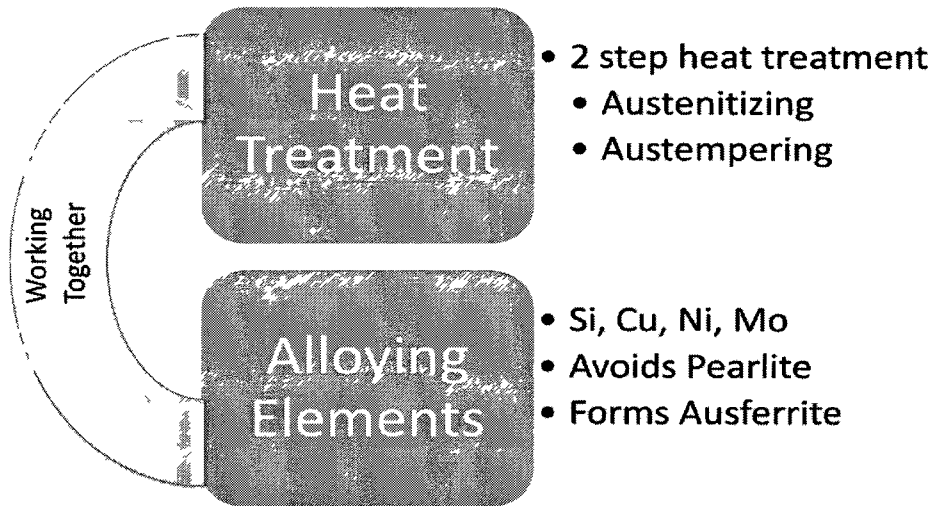 Working
Together
Heat
Treatment
• 2 step heat treatment
• Austenitizing
• Austempering
Alloying
Elements
• Si, Cu, Ni, Mo
• Avoids Pearlite
• Forms Ausferrite